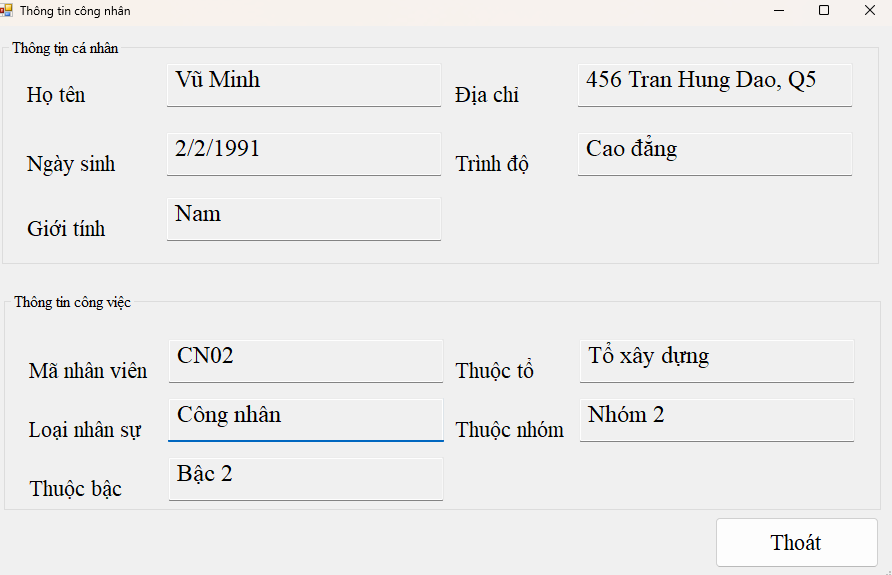 Thông tin công nhân
Thông tin cá nhân
Họ tên Vũ Minh Địa chỉ 456 Tran Hung Dao, Q5
Ngày sinh 2/2/1991 Trình độ Cao đẳng
Giới tính Nam
Thông tin công việc
Mã nhân viên CN02 Thuộc tổ Tổ xây dựng
Loại nhân sự Công nhân Thuộc nhóm Nhóm 2
Thuộc bậc Bậc 2
Thoát